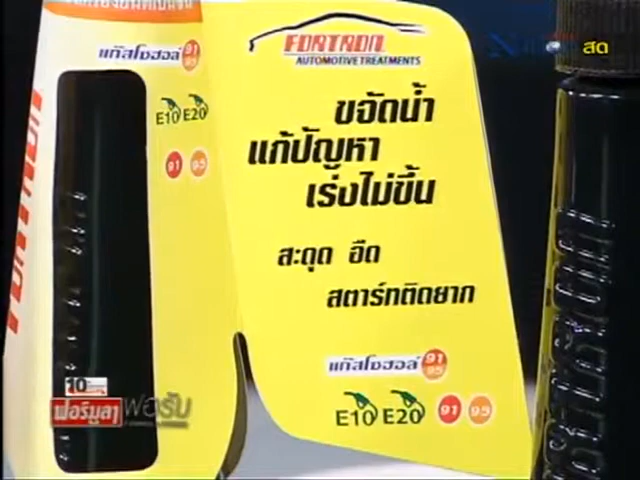 แก๊สโซฮอล์ 91
95
E10 E20
91 95
FORTRON
FORTRON
AUTOMOTIVE TREATMENTS
ขจัดน้ำ
แก้ปัญหา
เร่งไม่ขึ้น
สะดุด อืด
สตาร์ทติดยาก
แก๊สโซฮอล์ 91
95
E10 E20 91 95
สด
10
ฟอร์มูลา